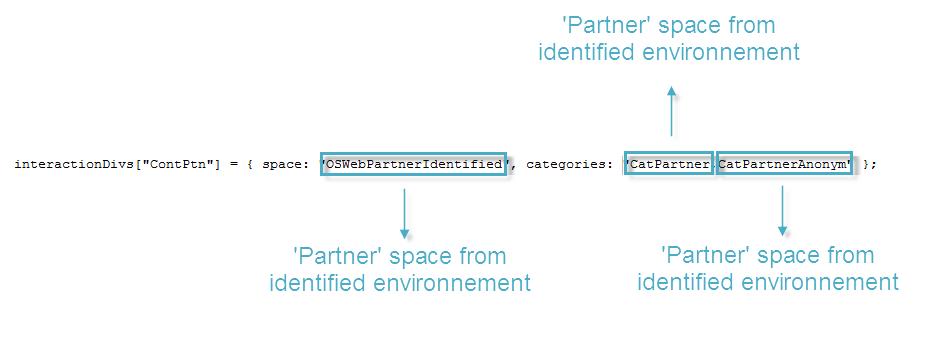 'Partner' space from
identified environnement
interactionDivs["ContPtn"] = { space: "OSWebPartnerIdentified", categories: "CatPartner,CatPartnerAnonym" };
'Partner' space from
identified environnement
'Partner' space from
identified environnement